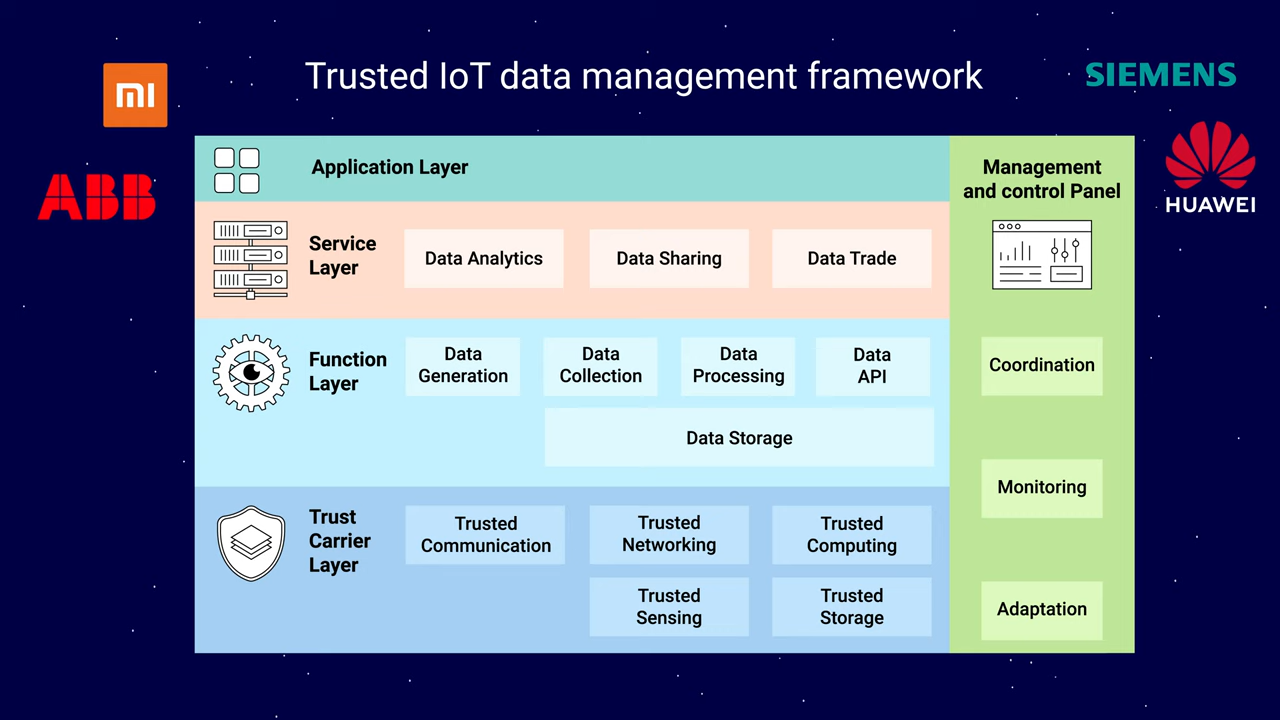 Trusted IoT data management framework
SIEMENS
MI
ABB
HUAWEI
Application Layer
Service
Layer
Data Analytics
Data Sharing
Data Trade
Function
Layer
Data
Generation
Data
Collection
Data
Processing
Data
API
Data Storage
Trust
Carrier
Layer
Trusted
Communication
Trusted
Networking
Trusted
Computing
Trusted
Sensing
Trusted
Storage
Management
and control Panel
Coordination
Monitoring
Adaptation